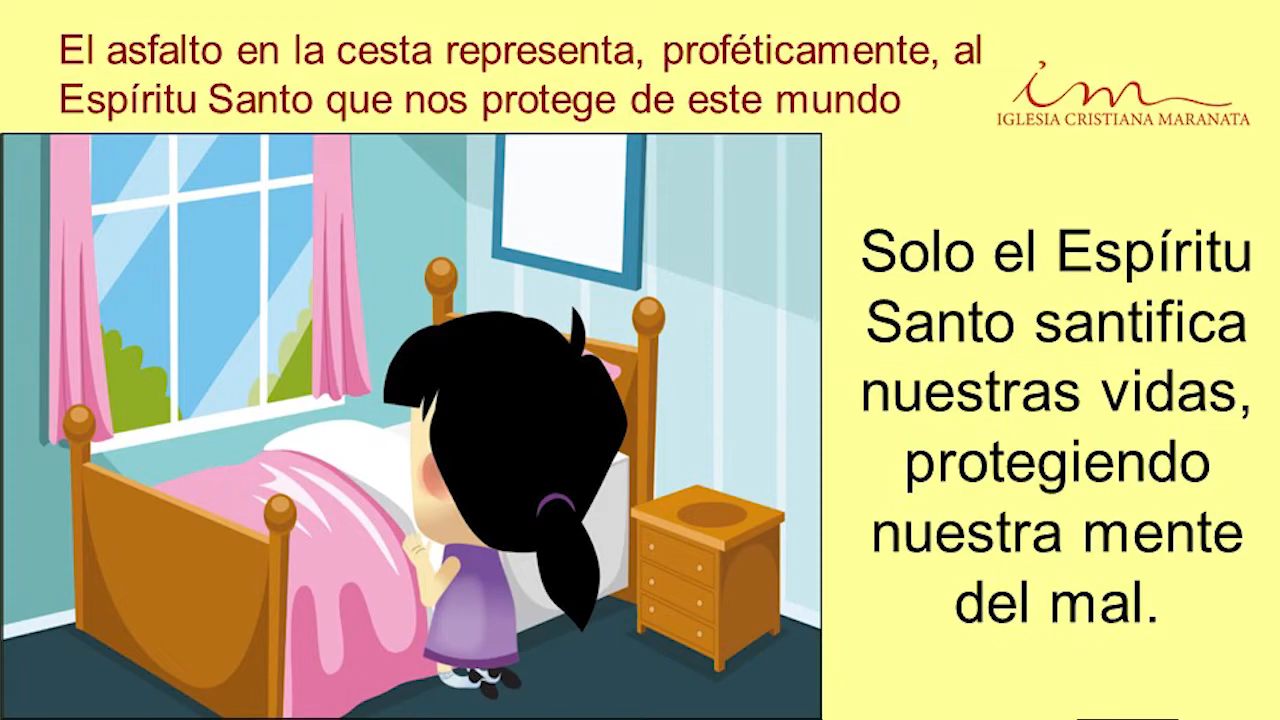 El asfalto en la cesta representa, proféticamente, al
Espíritu Santo que nos protege de este mundo
im
IGLESIA CRISTIANA MARANATA
Solo el Espíritu
Santo santifica
nuestras vidas,
protegiendo
nuestra mente
del mal.